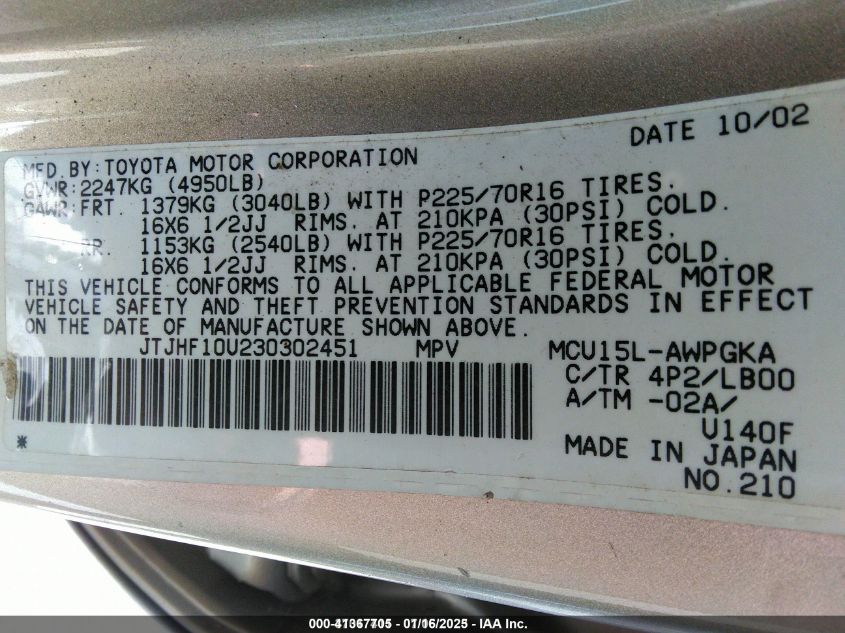 DATE 10/02
MFD.BY:TOYOTA MOTOR CORPORATION
GVWR:2247KG (4950LB)
GAWR:FRT. 1379KG (3040LB) WITH P225/70R16 TIRES.
16X6 1/2JJ RIMS. AT 210KPA (30PSI) COLD.
RR. 1153KG (2540LB) WITH P225/70R16 TIRES.
16X6 1/2JJ RIMS. AT 210KPA (30PSI) COLD.
THIS VEHICLE CONFORMS TO ALL APPLICABLE FEDERAL MOTOR
VEHICLE SAFETY AND THEFT PREVENTION STANDARDS IN EFFECT
ON THE DATE OF MANUFACTURE SHOWN ABOVE.
JTJHF10U230302451 MPV MCU15L-AWPGKA
C/TR 4P2/LB00
A/TM -02A/
U140F
*
MADE IN JAPAN
NO.210
01/16/2025 - IAA Inc.